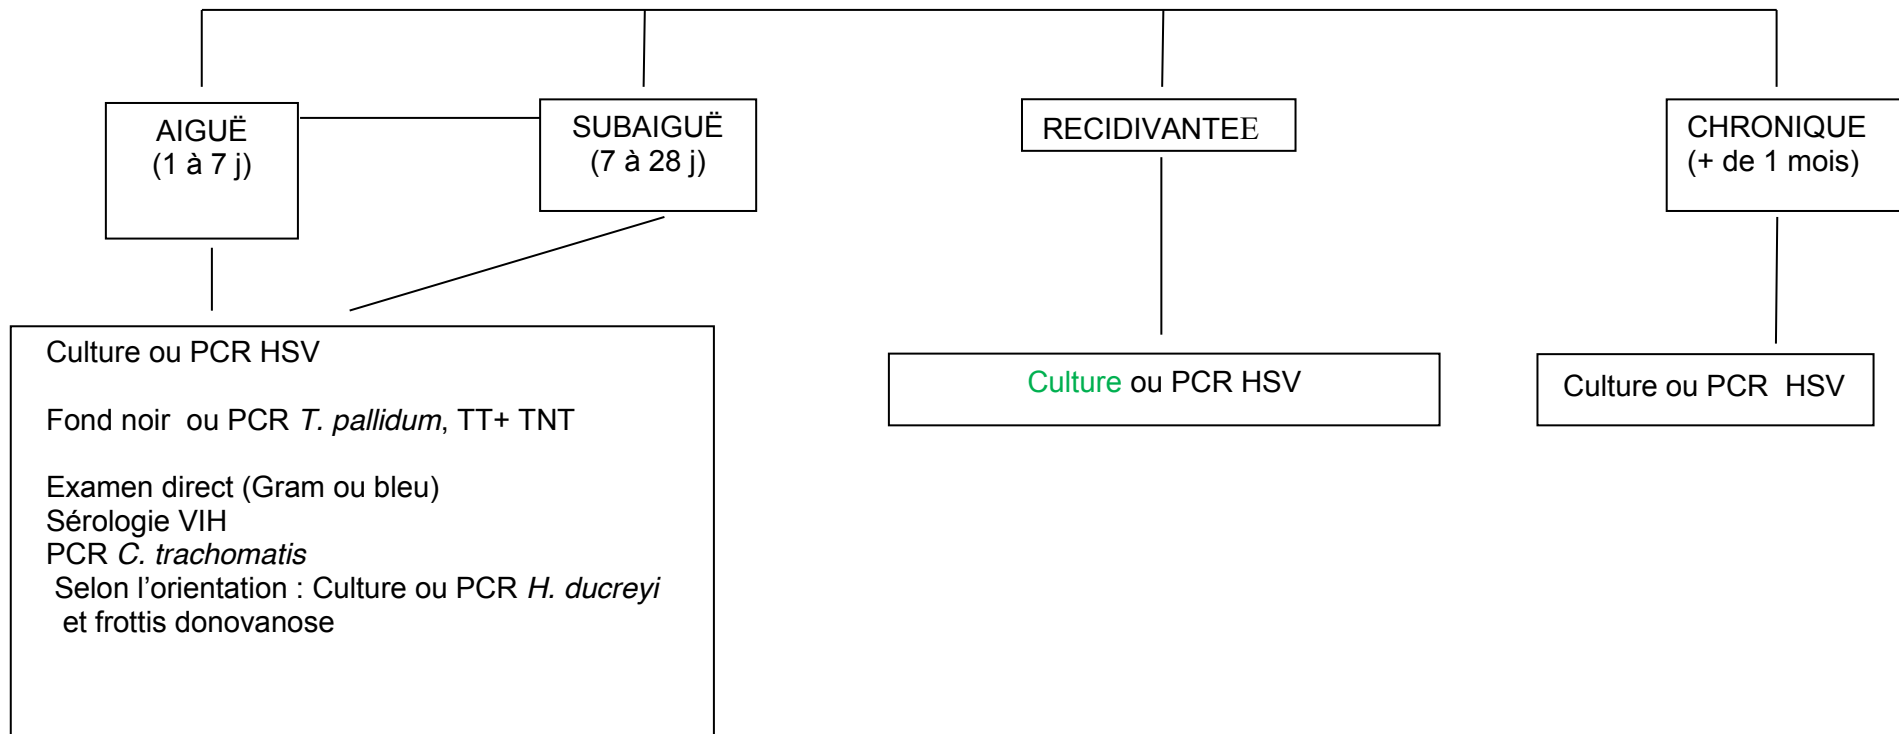 AIGUË
(1 à 7 j)
SUBAIGUË
(7 à 28 j)
RECIDIVANTEE
CHRONIQUE
(+ de 1 mois)
Culture ou PCR HSV
Fond noir ou PCR T. pallidum, TT+ TNT
Examen direct (Gram ou bleu)
Sérologie VIH
PCR C. trachomatis
Selon l’orientation : Culture ou PCR H. ducreyi
et frottis donovanose
Culture ou PCR HSV
Culture ou PCR HSV